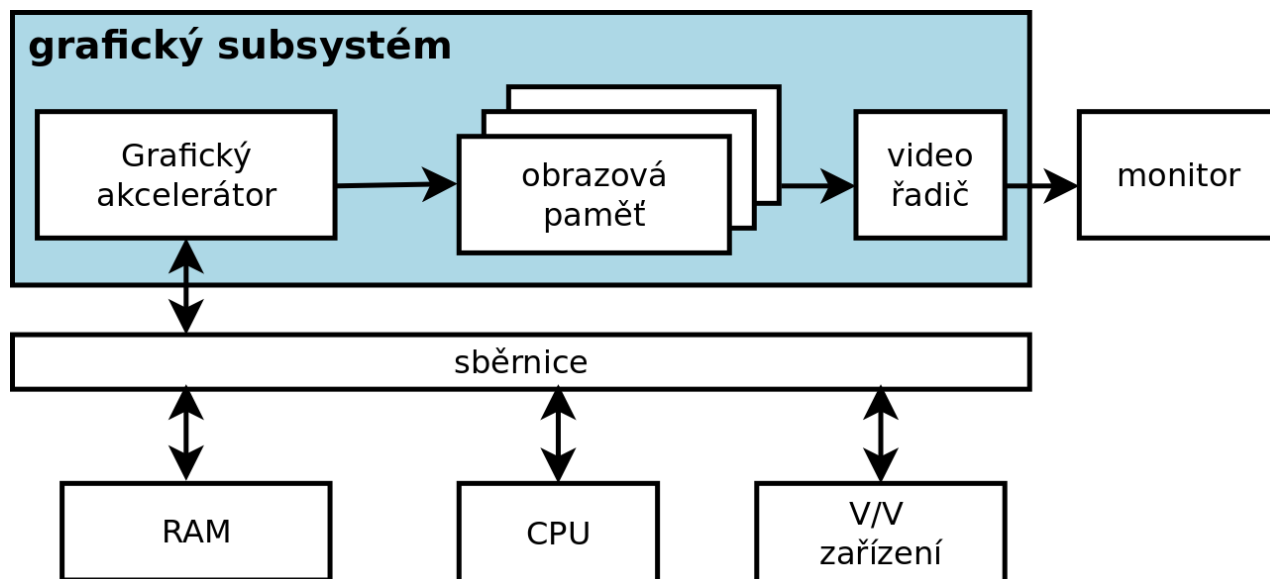 grafický subsystém
Grafický
akcelerátor
obrazová
paměť
video
řadič
monitor
sběrnice
RAM
CPU
V/V
zařízení